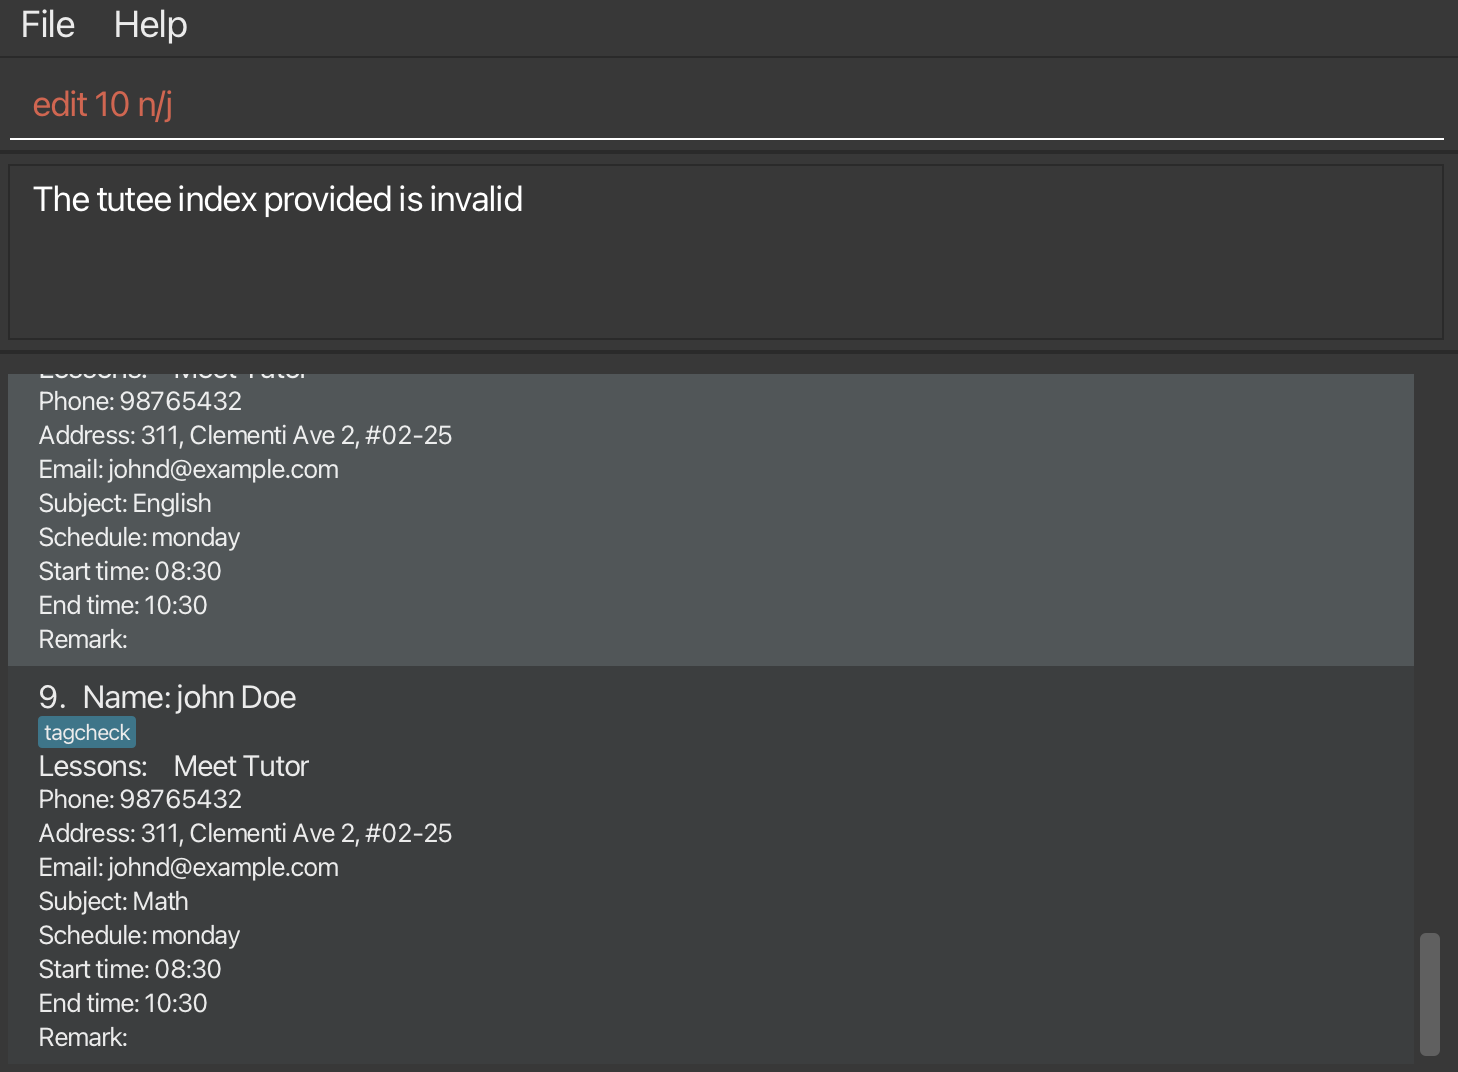 File Help
edit 10 n/j
The tutee index provided is invalid
Lessons: Meet Tutor
Phone: 98765432
Address: 311, Clementi Ave 2, #02-25
Email: johnd@example.com
Subject: English
Schedule: monday
Start time: 08:30
End time: 10:30
Remark:
9. Name: john Doe
tagcheck
Lessons: Meet Tutor
Phone: 98765432
Address: 311, Clementi Ave 2, #02-25
Email: johnd@example.com
Subject: Math
Schedule: monday
Start time: 08:30
End time: 10:30
Remark: